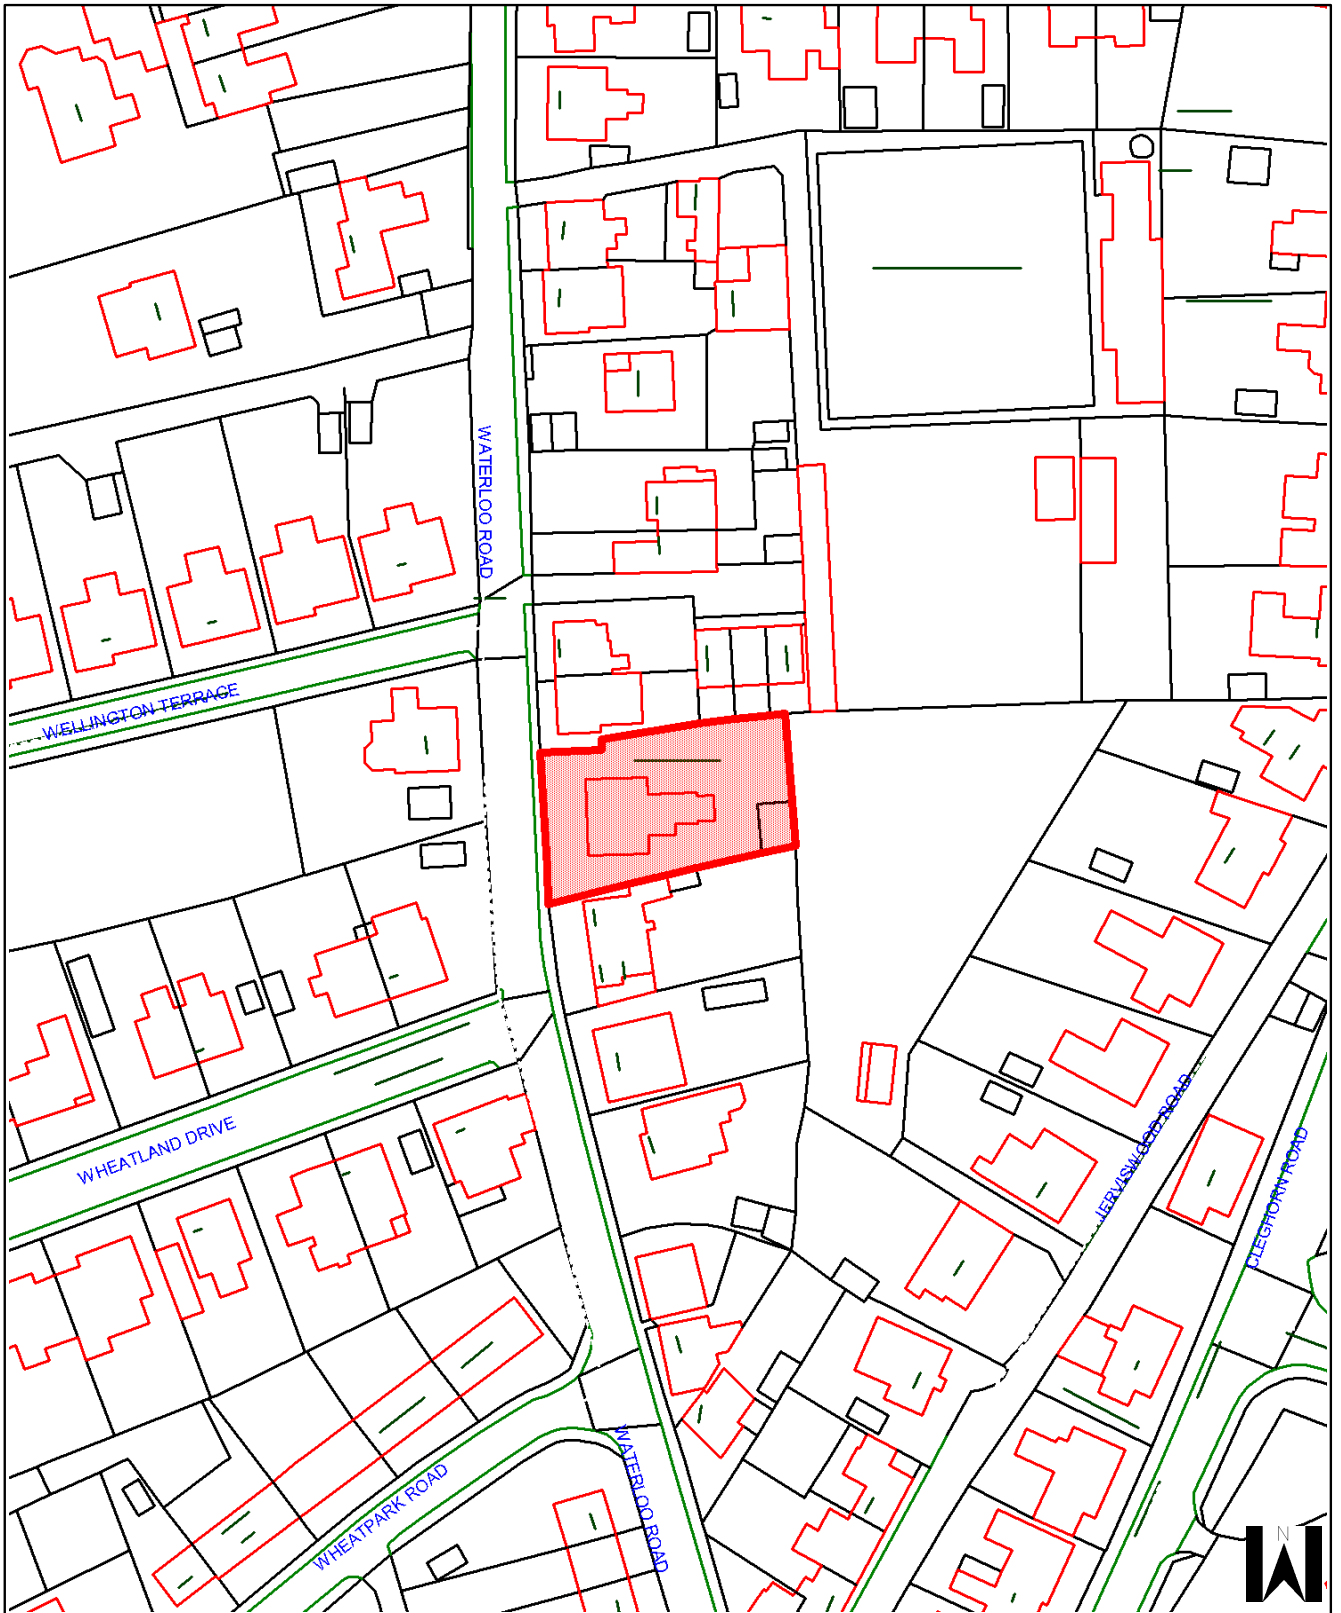 WATERLOO ROAD
WELLINGTON TERRACE
WHEATLAND DRIVE
JERVISWOOD ROAD
CLEGHORN ROAD
WHEATPARK ROAD
WATERLOO ROAD
N